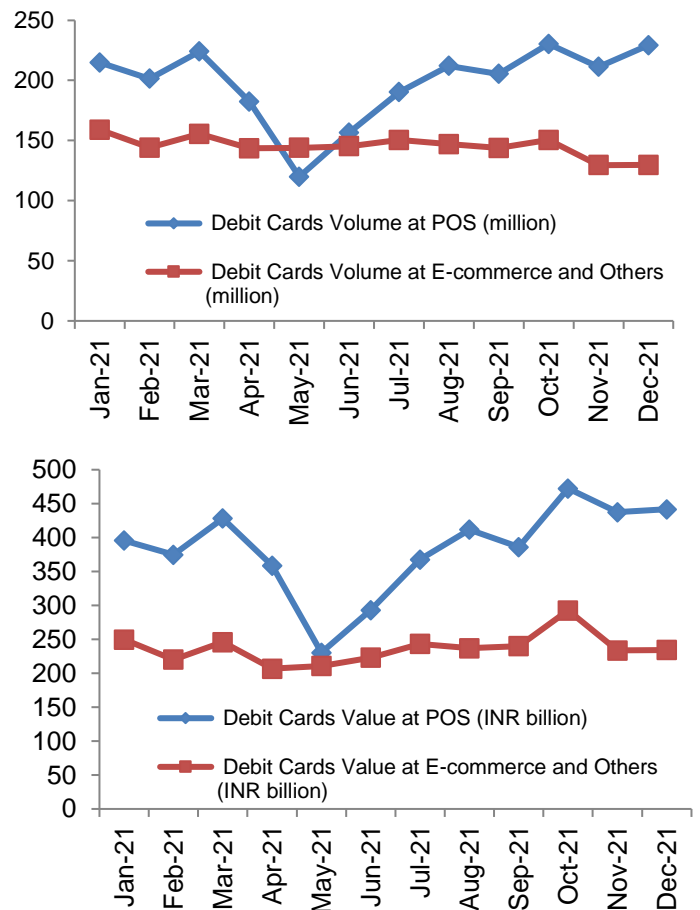 250
200
150
100
50
0
Debit Cards Volume at POS (million)
Debit Cards Volume at E-commerce and Others
(million)
Jan-21
Feb-21
Mar-21
Apr-21
May-21
Jun-21
Jul-21
Aug-21
Sep-21
Oct-21
Nov-21
Dec-21
500
450
400
350
300
250
200
150
100
50
0
Debit Cards Value at POS (INR billion)
Debit Cards Value at E-commerce and Others
(INR billion)
Jan-21
Feb-21
Mar-21
Apr-21
May-21
Jun-21
Jul-21
Aug-21
Sep-21
Oct-21
Nov-21
Dec-21